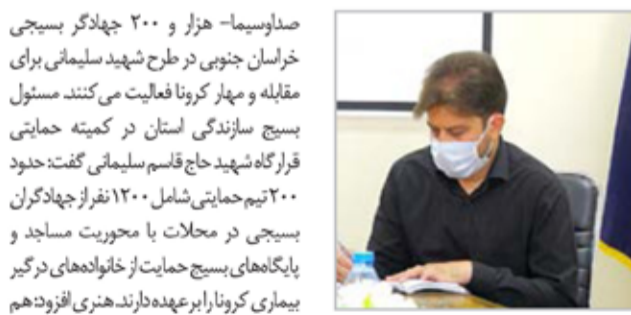 صداوسیما- هزار و ۲۰۰ جهادگر بسیجی
خراسان جنوبی در طرح شهید سلیمانی برای
مقابله و مهار کرونا فعالیت می‌کنند. مسئول
بسیج سازندگی استان در کمیته حمایتی
قرارگاه شهید حاج قاسم سلیمانی گفت: حدود
۲۰۰ تیم حمایتی شامل ۱۲۰۰ نفر از جهادگران
بسیجی در محلات با محوریت مساجد و
پایگاه‌های بسیج حمایت از خانواده‌های درگیر
بیماری کرونا را بر عهده دارند. هنری افزود: هم